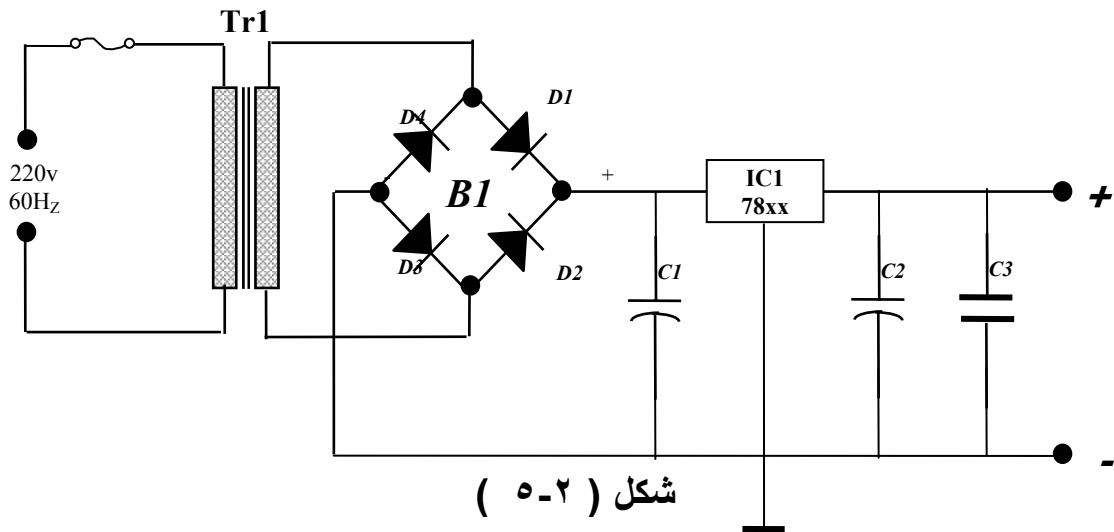 Tr1
220v
60Hz
D4
D1
B1
D3
D2
-
+
C1
IC1
78xx
C2
C3
+
-
شكل ( ٢-٥ )